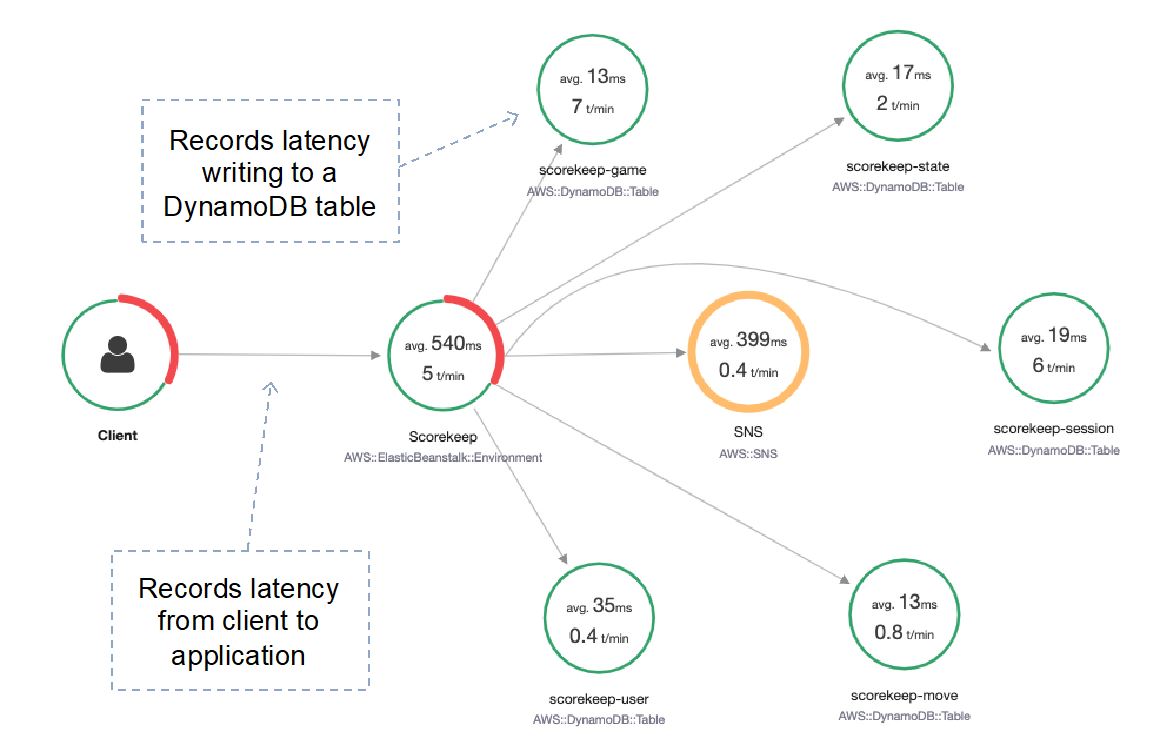 avg. 13ms
7 t/min
scorekeep-game
AWS::DynamoDB::Table
avg. 17ms
2 t/min
scorekeep-state
AWS::DynamoDB::Table
Records latency
writing to a
DynamoDB table
Client
avg. 540ms
5 t/min
Scorekeep
AWS::ElasticBeanstalk::Environment
avg. 399ms
0.4 t/min
SNS
AWS::SNS
avg. 19ms
6 t/min
scorekeep-session
AWS::DynamoDB::Table
Records latency
from client to
application
avg. 35ms
0.4 t/min
scorekeep-user
AWS::DynamoDB::Table
avg. 13ms
0.8 t/min
scorekeep-move
AWS::DynamoDB::Table